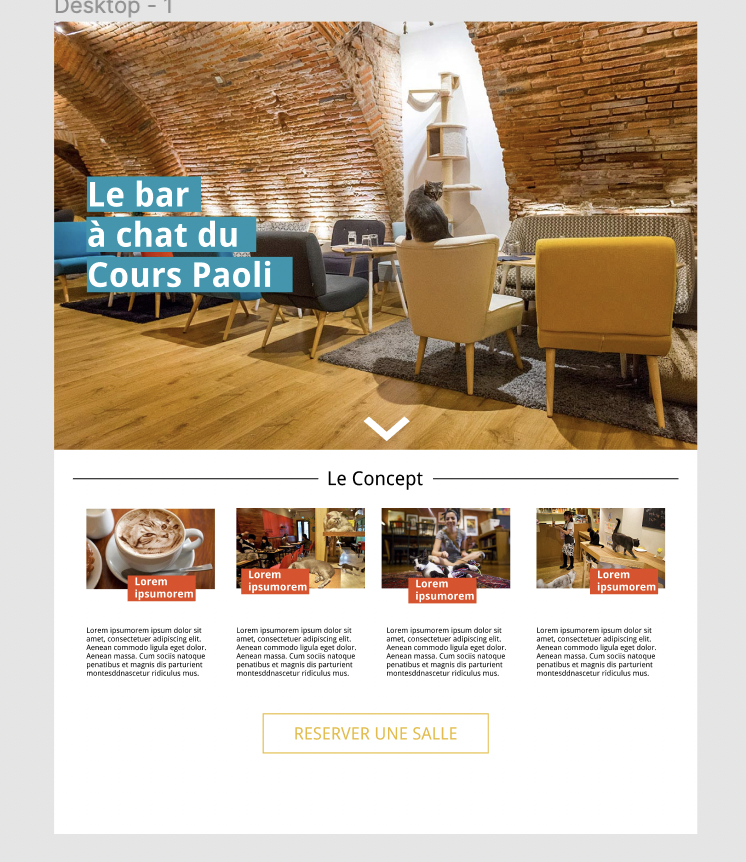 Desktop - 1
Le bar
à chat du
Cours Paoli
Le Concept
Lorem
ipsumorem
Lorem
ipsumorem
Lorem
ipsumorem
Lorem
ipsumorem
Lorem ipsumorem ipsum dolor sit
amet, consectetuer adipiscing elit.
Aenean commodo ligula eget dolor.
Aenean massa. Cum sociis natoque
penatibus et magnis dis parturient
montesddnascetur ridiculus mus.
Lorem ipsumorem ipsum dolor sit
amet, consectetuer adipiscing elit.
Aenean commodo ligula eget dolor.
Aenean massa. Cum sociis natoque
penatibus et magnis dis parturient
montesddnascetur ridiculus mus.
Lorem ipsumorem ipsum dolor sit
amet, consectetuer adipiscing elit.
Aenean commodo ligula eget dolor.
Aenean massa. Cum sociis natoque
penatibus et magnis dis parturient
montesddnascetur ridiculus mus.
Lorem ipsumorem ipsum dolor sit
amet, consectetuer adipiscing elit.
Aenean commodo ligula eget dolor.
Aenean massa. Cum sociis natoque
penatibus et magnis dis parturient
montesddnascetur ridiculus mus.
RESERVER UNE SALLE